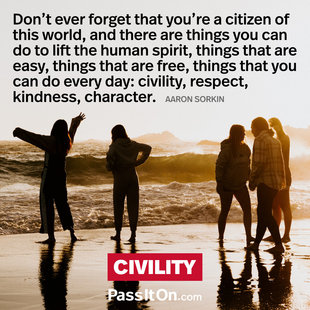 Don’t ever forget that you’re a citizen of
this world, and there are things you can
do to lift the human spirit, things that are
easy, things that are free, things that you
can do every day: civility, respect,
kindness, character. AARON SORKIN
CIVILITY
PassItOn.com